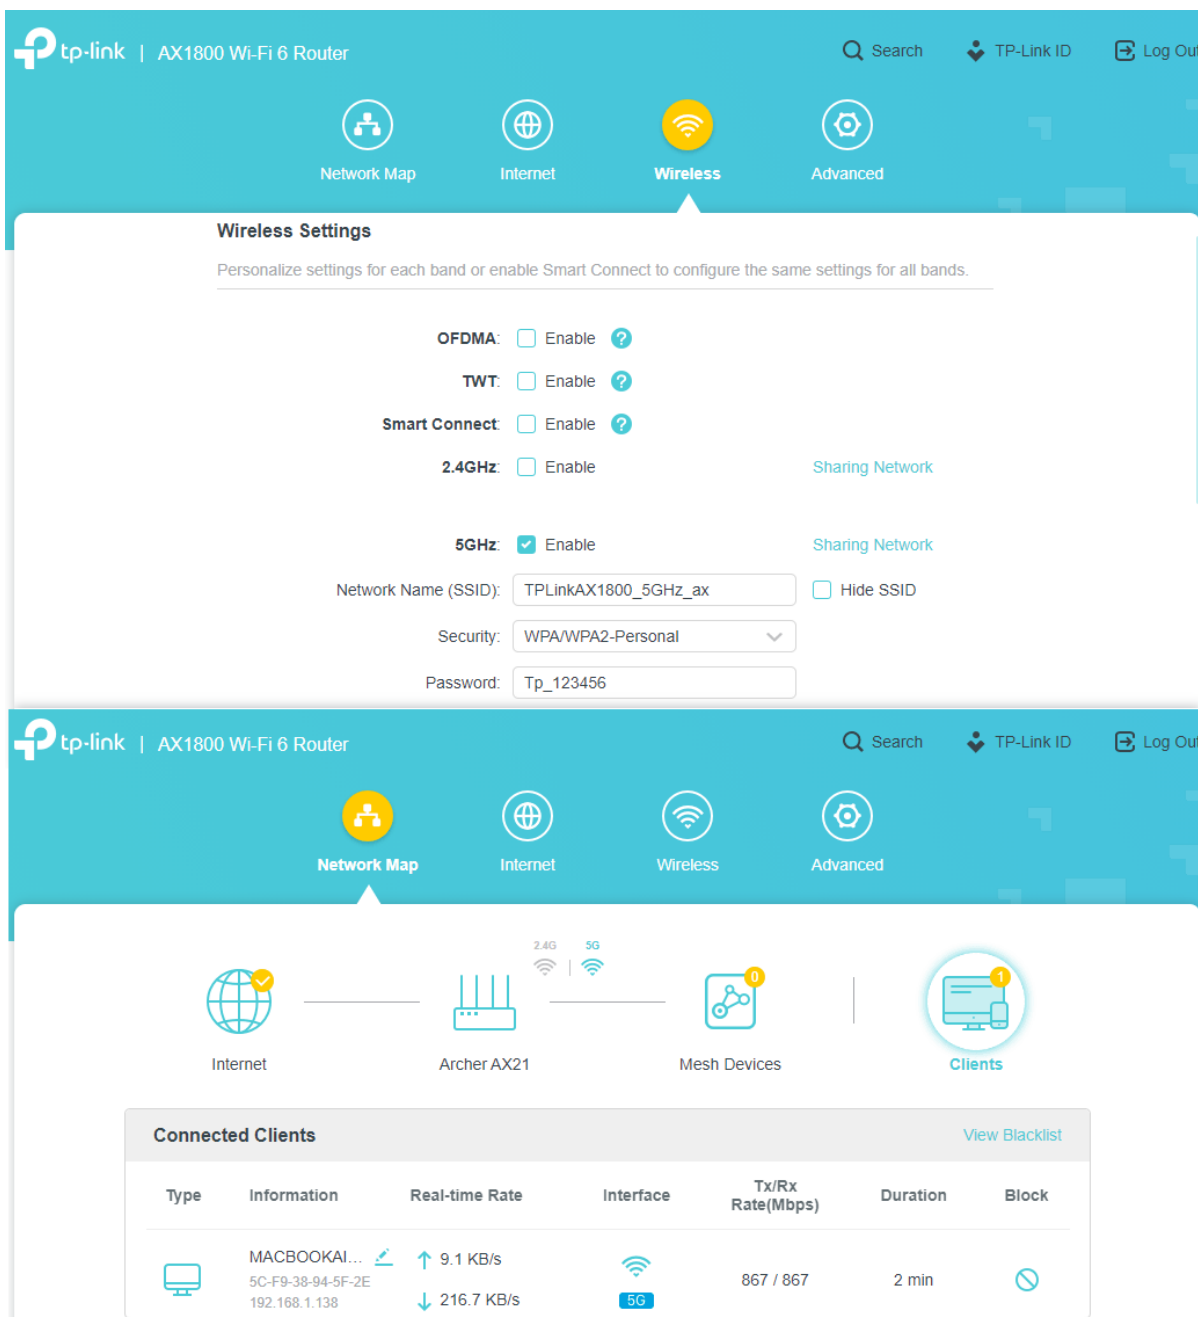 tp-link | AX1800 Wi-Fi 6 Router Search TP-Link ID Log Out
Network Map Internet Wireless Advanced
Wireless Settings
Personalize settings for each band or enable Smart Connect to configure the same settings for all bands.
OFDMA: Enable ?
TWT: Enable ?
Smart Connect: Enable ?
2.4GHz: Enable Sharing Network
5GHz: Enable Sharing Network
Network Name (SSID): TPLinkAX1800_5GHz_ax Hide SSID
Security: WPA/WPA2-Personal
Password: Tp_123456
tp-link | AX1800 Wi-Fi 6 Router Search TP-Link ID Log Out
Network Map Internet Wireless Advanced
2.4G 5G
0 1
Internet Archer AX21 Mesh Devices Clients
Connected Clients View Blacklist
Type Information Real-time Rate Interface Tx/Rx Rate(Mbps) Duration Block
MACBOOKAI... 9.1 KB/s
5C-F9-38-94-5F-2E 867 / 867 2 min
192.168.1.138 216.7 KB/s 5G